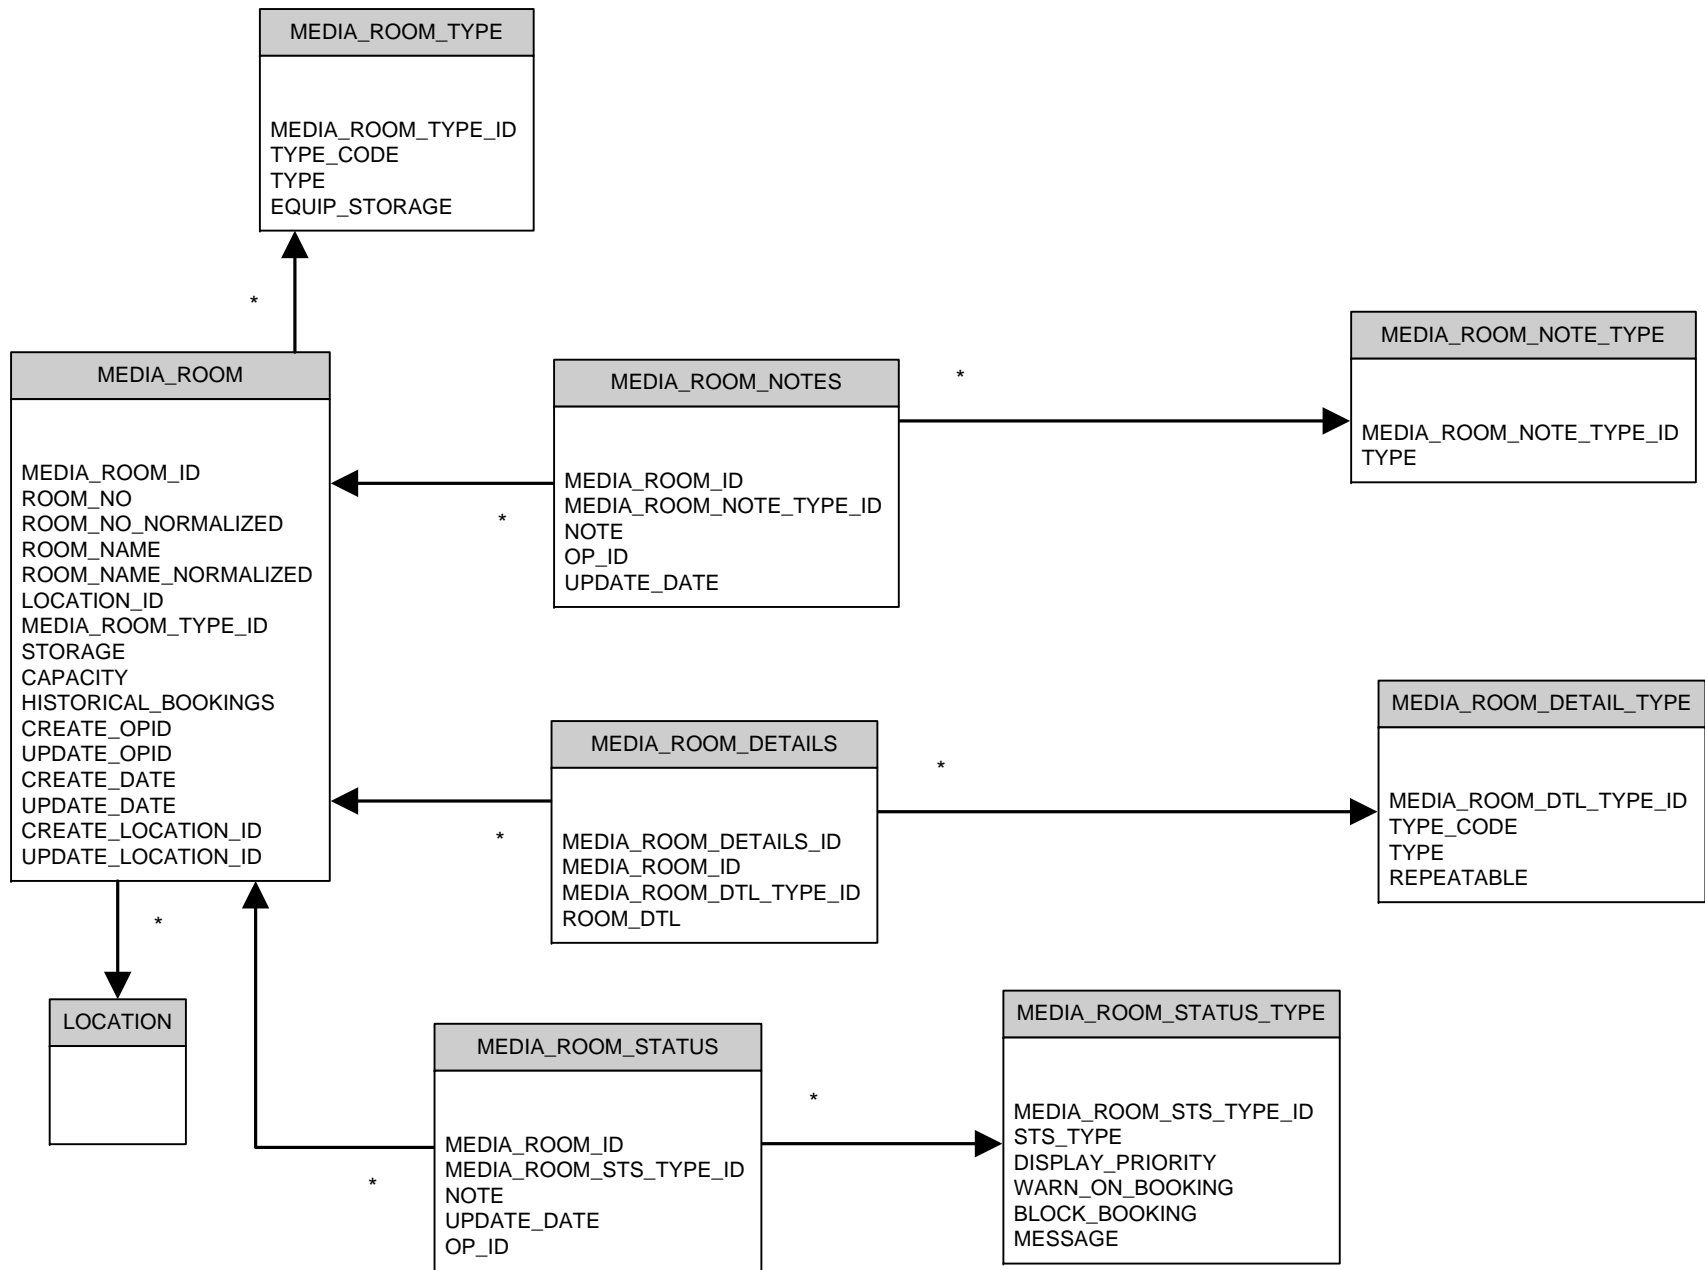 MEDIA_ROOM_TYPE
MEDIA_ROOM_TYPE_ID
TYPE_CODE
TYPE
EQUIP_STORAGE
*
MEDIA_ROOM
MEDIA_ROOM_ID
ROOM_NO
ROOM_NO_NORMALIZED
ROOM_NAME
ROOM_NAME_NORMALIZED
LOCATION_ID
MEDIA_ROOM_TYPE_ID
STORAGE
CAPACITY
HISTORICAL_BOOKINGS
CREATE_OPID
UPDATE_OPID
CREATE_DATE
UPDATE_DATE
CREATE_LOCATION_ID
UPDATE_LOCATION_ID
*
LOCATION
MEDIA_ROOM_NOTES
MEDIA_ROOM_ID
MEDIA_ROOM_NOTE_TYPE_ID
NOTE
OP_ID
UPDATE_DATE
*
*
MEDIA_ROOM_NOTE_TYPE
MEDIA_ROOM_NOTE_TYPE_ID
TYPE
MEDIA_ROOM_DETAILS
MEDIA_ROOM_DETAILS_ID
MEDIA_ROOM_ID
MEDIA_ROOM_DTL_TYPE_ID
ROOM_DTL
*
*
MEDIA_ROOM_DETAIL_TYPE
MEDIA_ROOM_DTL_TYPE_ID
TYPE_CODE
TYPE
REPEATABLE
MEDIA_ROOM_STATUS
MEDIA_ROOM_ID
MEDIA_ROOM_STS_TYPE_ID
NOTE
UPDATE_DATE
OP_ID
*
*
MEDIA_ROOM_STATUS_TYPE
MEDIA_ROOM_STS_TYPE_ID
STS_TYPE
DISPLAY_PRIORITY
WARN_ON_BOOKING
BLOCK_BOOKING
MESSAGE